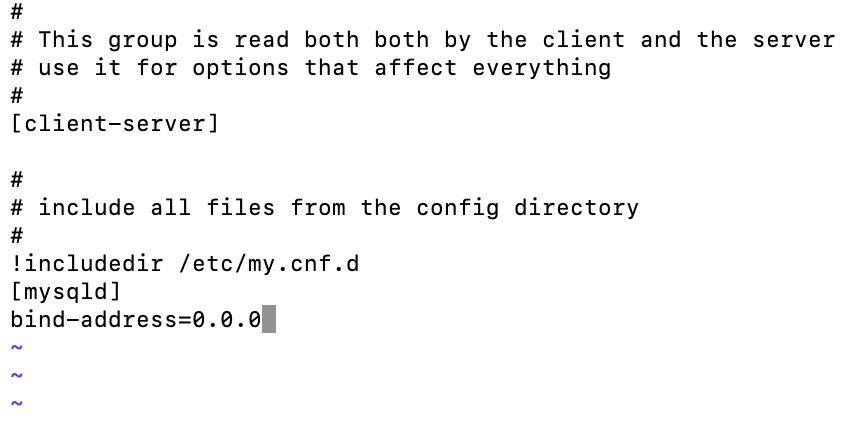 #
# This group is read both both by the client and the server
# use it for options that affect everything
#
[client-server]

#
# include all files from the config directory
#
!includedir /etc/my.cnf.d
[mysqld]
bind-address=0.0.0
~
~
~